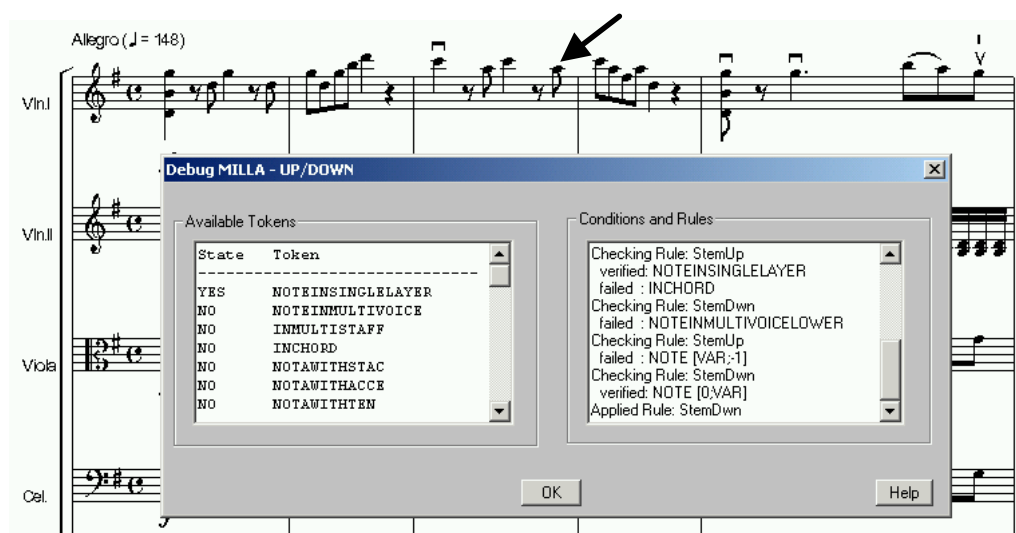 Allegro (♩ = 148)
Vln.I
Debug MILLA - UP/DOWN
Vln.II
Available Tokens
State Token
YES NOTEINSINGLELAYER
NO NOTEINMULTIVOICE
NO INMULTISTAFF
NO INCHORD
NO NOTAWITHSTAC
NO NOTAWITHACCE
NO NOTAWITHTEN
Conditions and Rules
Checking Rule: StemUp
verified: NOTEINSINGLELAYER
failed : INCHORD
Checking Rule: StemDwn
failed : NOTEINMULTIVOICELOWER
Checking Rule: StemUp
failed : NOTE [VAR;-1]
Checking Rule: StemDwn
verified: NOTE [0;VAR]
Applied Rule: StemDwn
Viola
Cel.
OK
Help